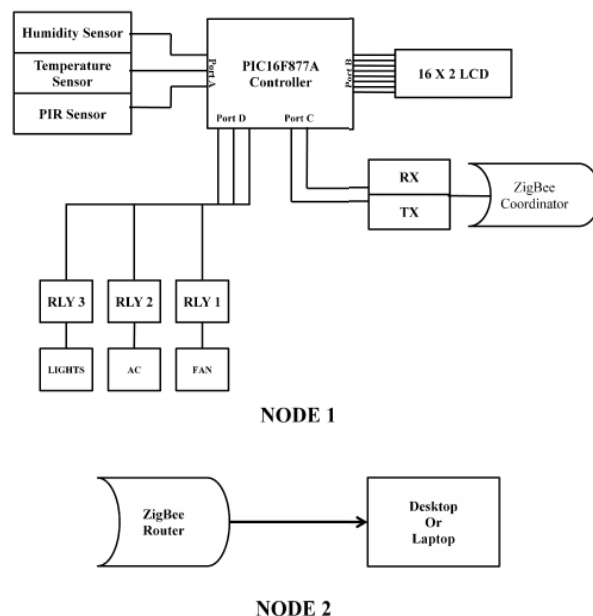 Humidity Sensor
Temperature
Sensor
PIR Sensor
Port A
PIC16F877A
Controller
Port B
Port D
Port C
16 X 2 LCD
RX
TX
ZigBee
Coordinator
RLY 3
RLY 2
RLY 1
LIGHTS
AC
FAN
NODE 1
ZigBee
Router
Desktop
Or
Laptop
NODE 2